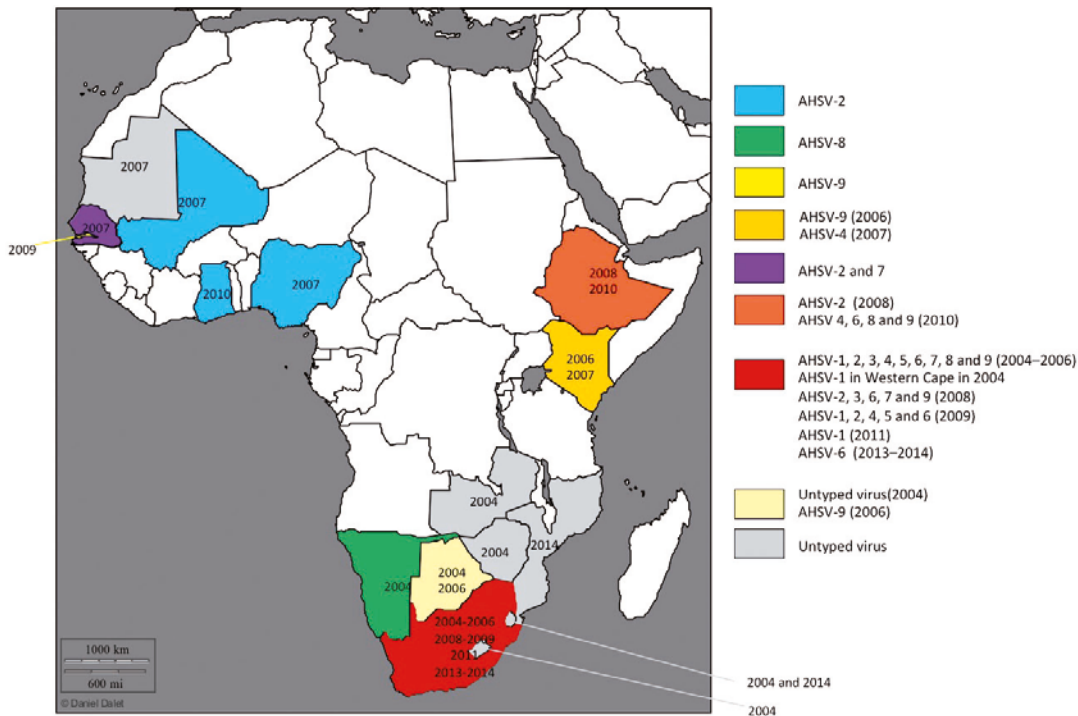 2007
2007
2007
2009
2010
2007
2008
2010
2006
2007
2004
2004
2014
2004
2004
2006
2004-2006
2008-2009
2011
2013-2014
2004 and 2014
2004
1000 km
600 mi
© Daniel Dalet
AHSV-2
AHSV-8
AHSV-9
AHSV-9 (2006)
AHSV-4 (2007)
AHSV-2 and 7
AHSV-2 (2008)
AHSV 4, 6, 8 and 9 (2010)
AHSV-1, 2, 3, 4, 5, 6, 7, 8 and 9 (2004–2006)
AHSV-1 in Western Cape in 2004
AHSV-2, 3, 6, 7 and 9 (2008)
AHSV-1, 2, 4, 5 and 6 (2009)
AHSV-1 (2011)
AHSV-6 (2013–2014)
Untyped virus(2004)
AHSV-9 (2006)
Untyped virus